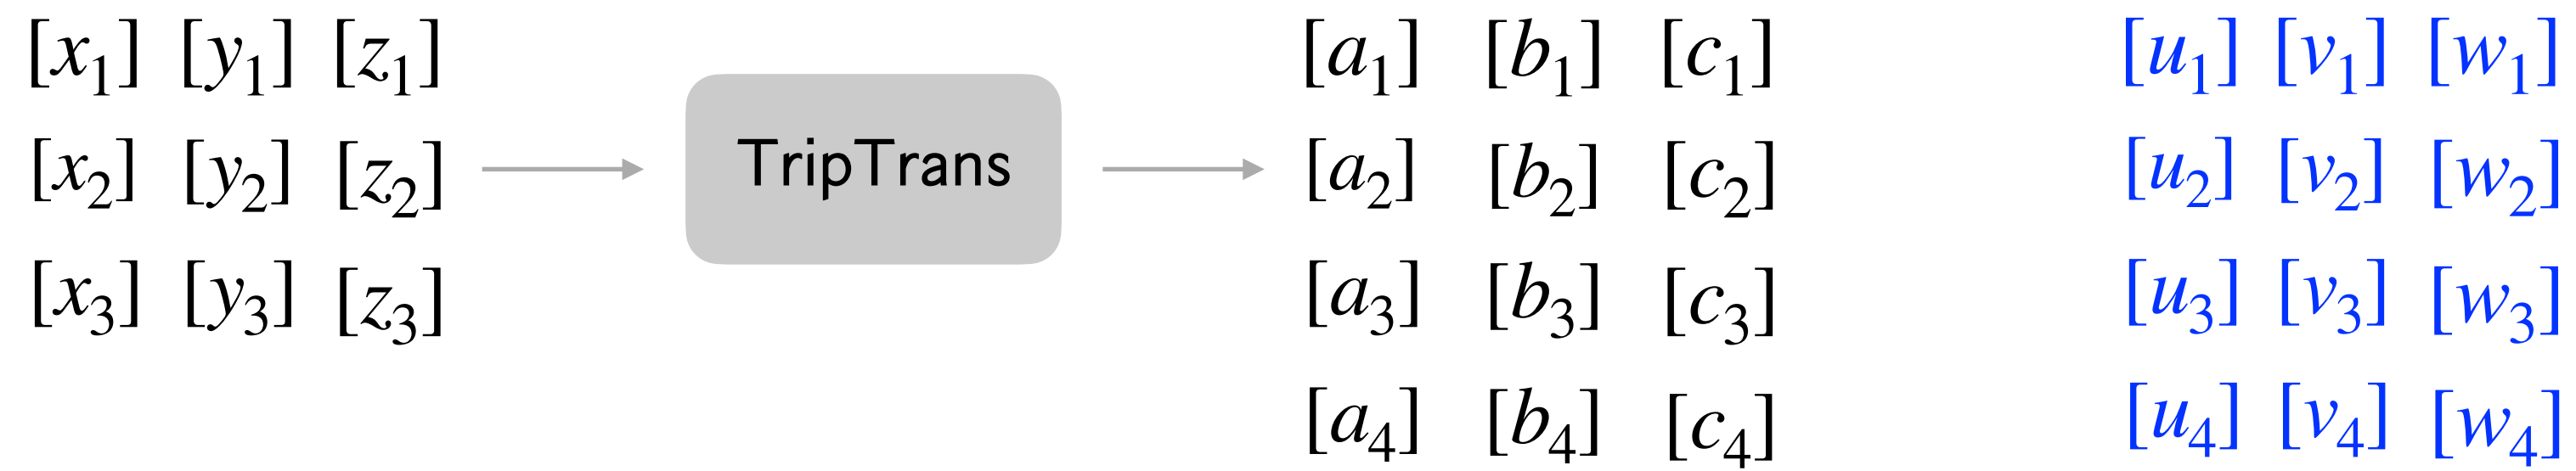 [x₁] [y₁] [z₁] [a₁] [b₁] [c₁] [u₁] [v₁] [w₁]
[x₂] [y₂] [z₂] TripTrans [a₂] [b₂] [c₂] [u₂] [v₂] [w₂]
[x₃] [y₃] [z₃] [a₃] [b₃] [c₃] [u₃] [v₃] [w₃]
[a₄] [b₄] [c₄] [u₄] [v₄] [w₄]